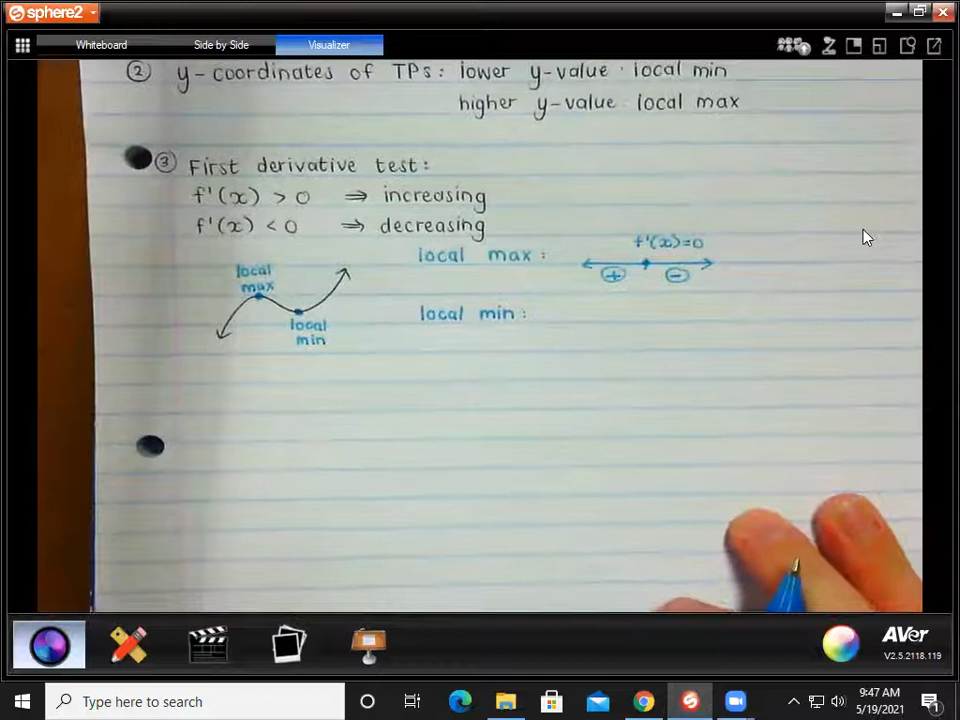 sphere2
Whiteboard
Side by Side
Visualizer
② y-coordinates of TPs: lower y-value · local min
higher y-value · local max
③ First derivative test:
f'(x) > 0 ⇒ increasing
f'(x) < 0 ⇒ decreasing
local max:
f'(x)=0
+ -
local max
local min
local min:
AVer
V2.5.2118.119
Type here to search
9:47 AM
5/19/2021
1